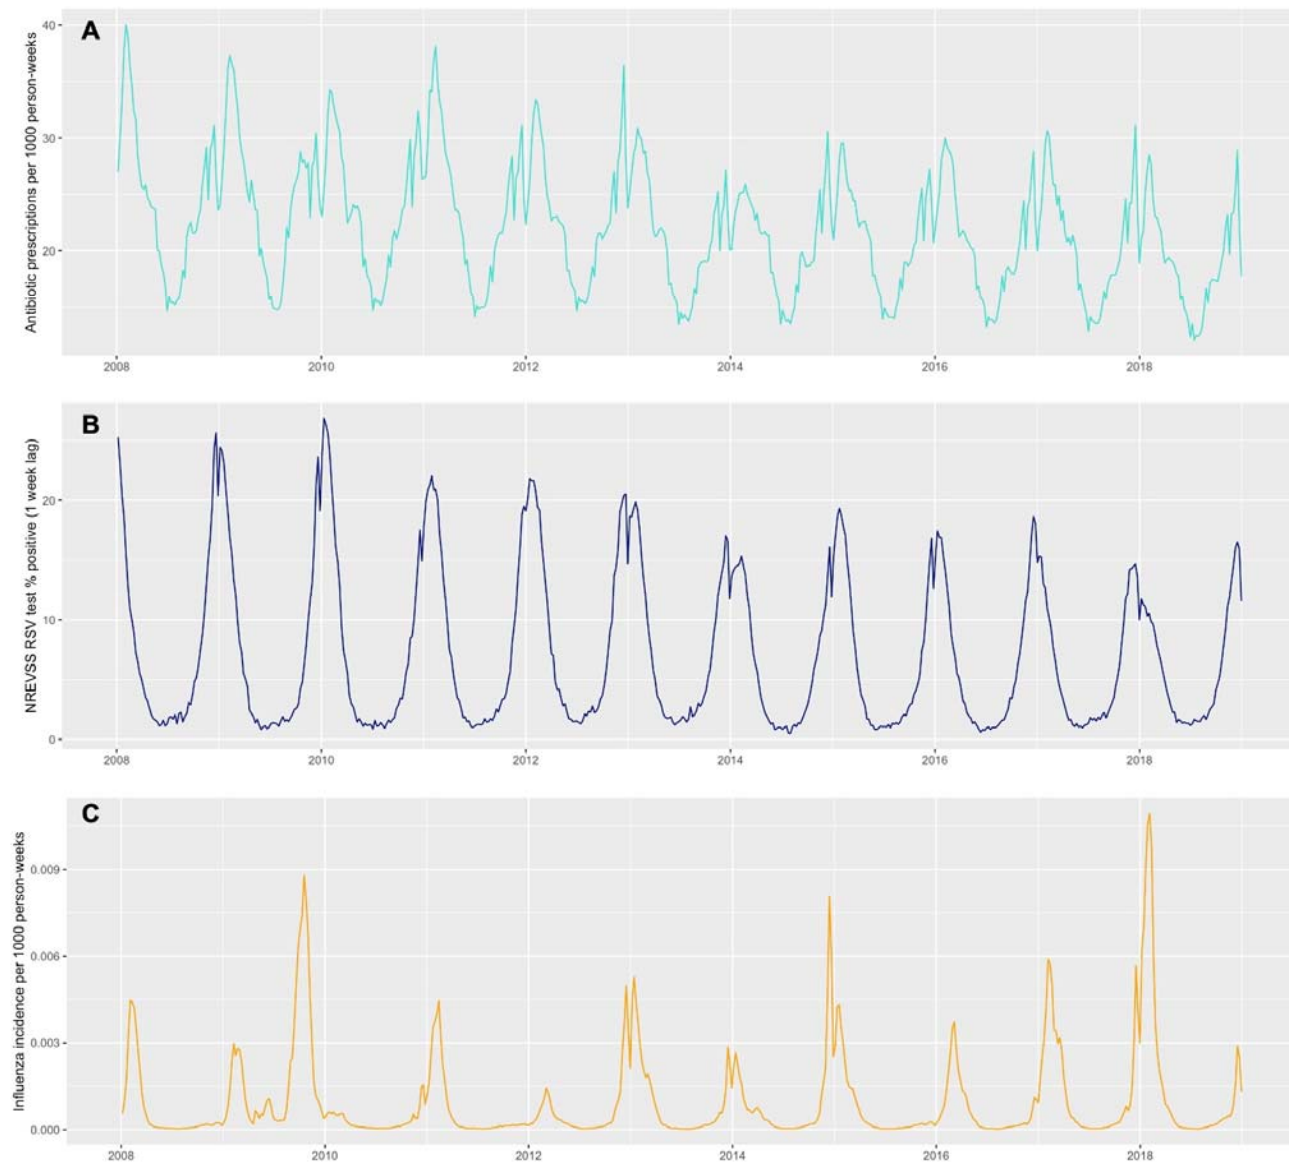 A
Antibiotic prescriptions per 1000 person-weeks
40
30
20
2008 2010 2012 2014 2016 2018
B
NREVSS RSV test % positive (1 week lag)
20
10
0
2008 2010 2012 2014 2016 2018
C
Influenza incidence per 1000 person-weeks
0.009
0.006
0.003
0.000
2008 2010 2012 2014 2016 2018